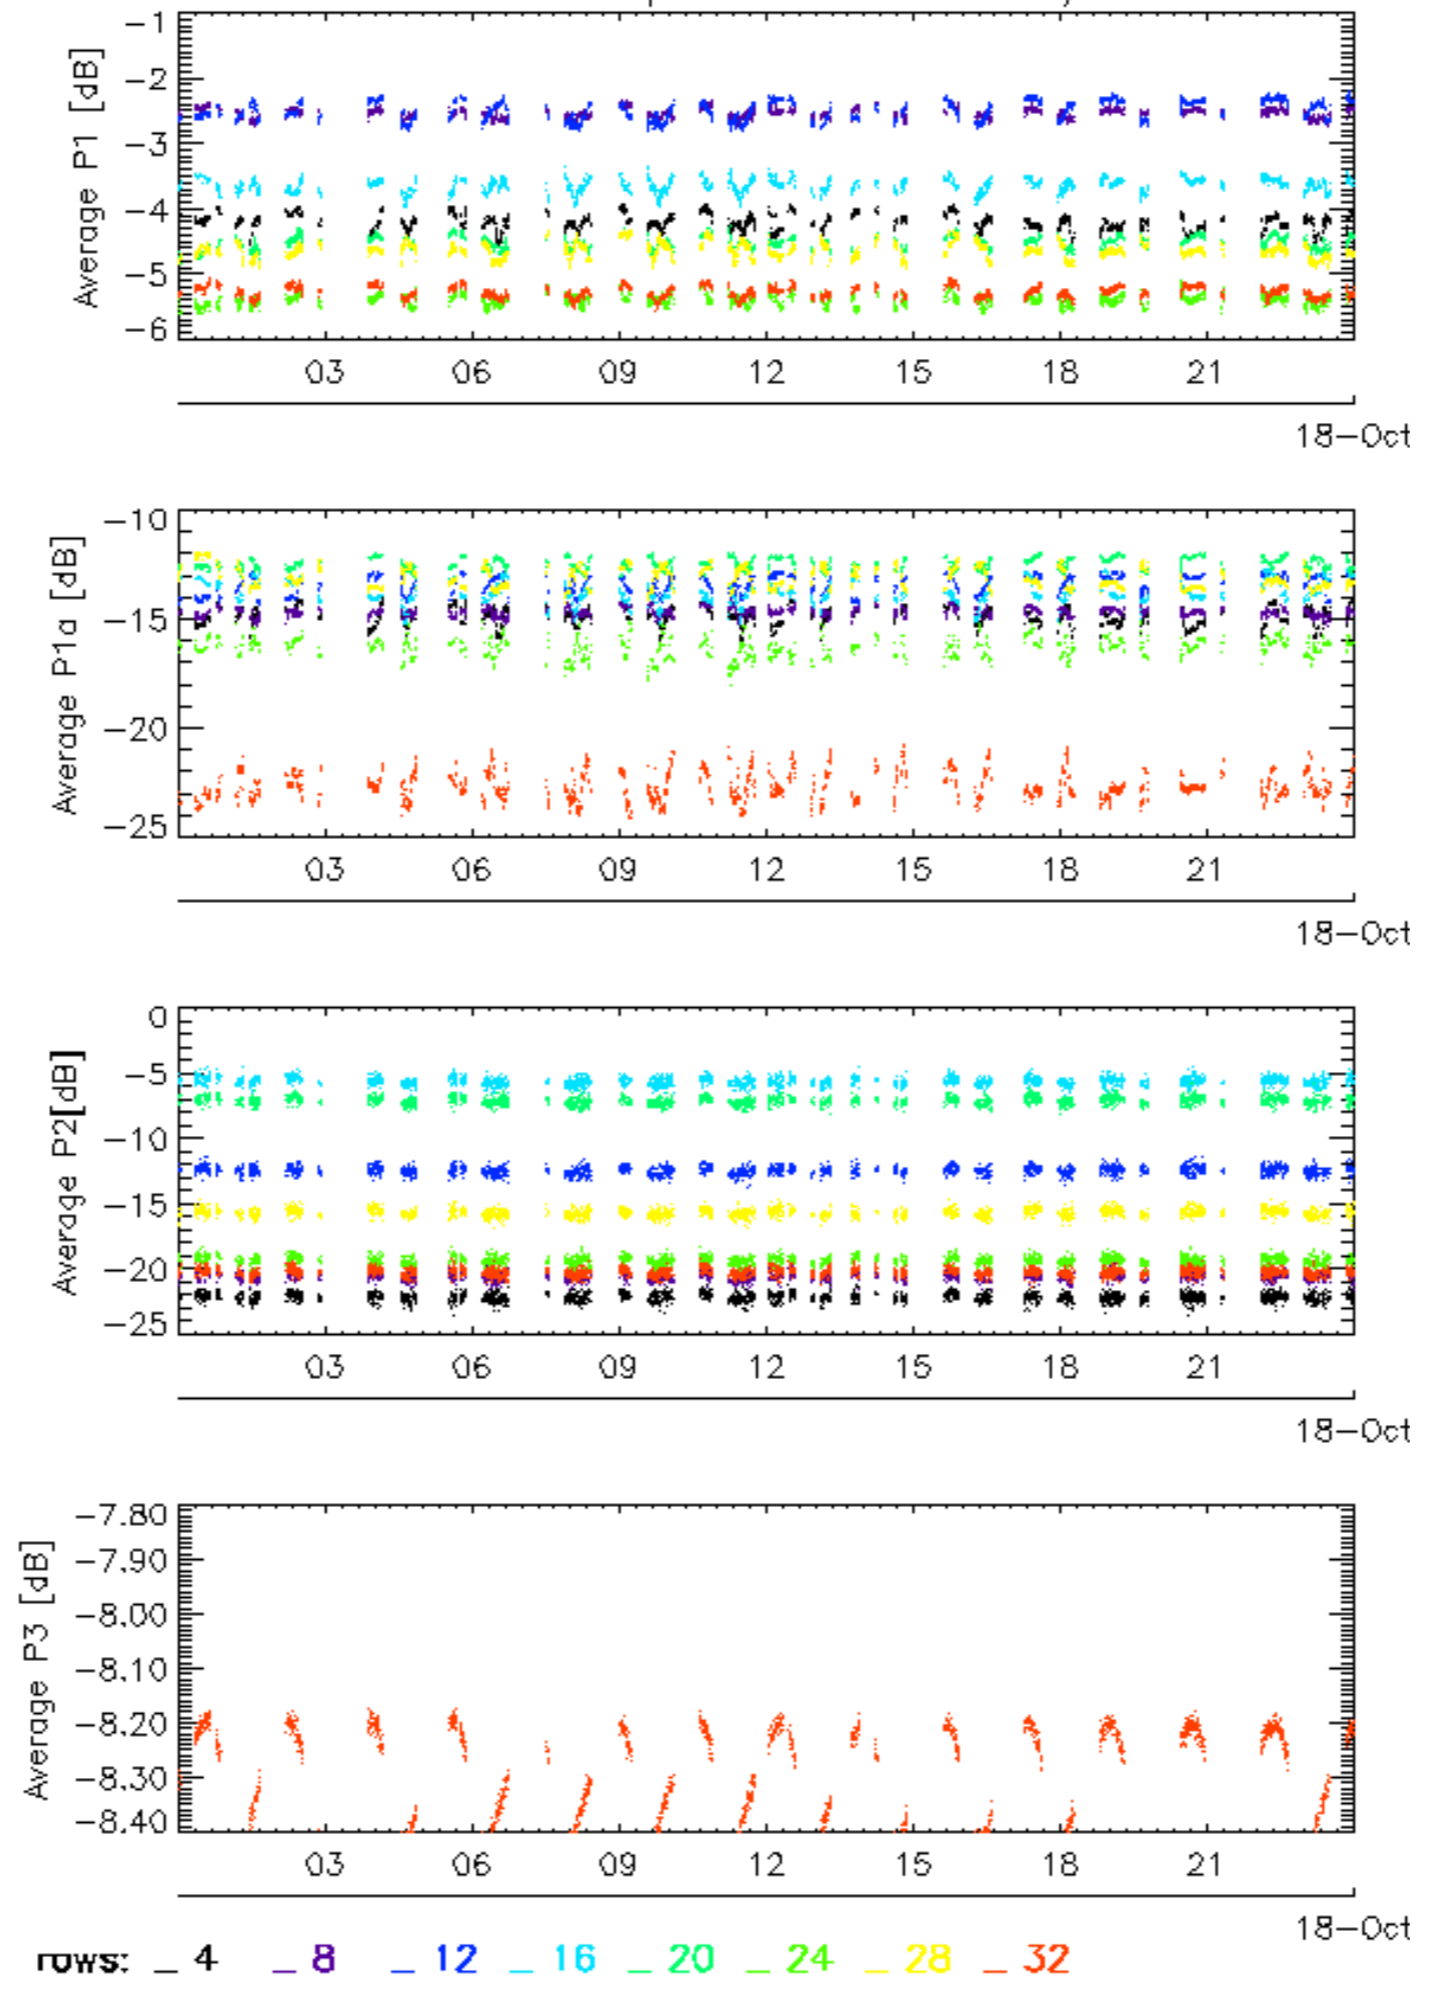 Average P1 [dB]
-1
-2
-3
-4
-5
-6
03 06 09 12 15 18 21
18-Oct
Average P1a [dB]
-10
-15
-20
-25
03 06 09 12 15 18 21
18-Oct
Average P2[dB]
0
-5
-10
-15
-20
-25
03 06 09 12 15 18 21
18-Oct
Average P3 [dB]
-7.80
-7.90
-8.00
-8.10
-8.20
-8.30
-8.40
03 06 09 12 15 18 21
18-Oct
rows: _ 4 _ 8 _ 12 _ 16 _ 20 _ 24 _ 28 _ 32